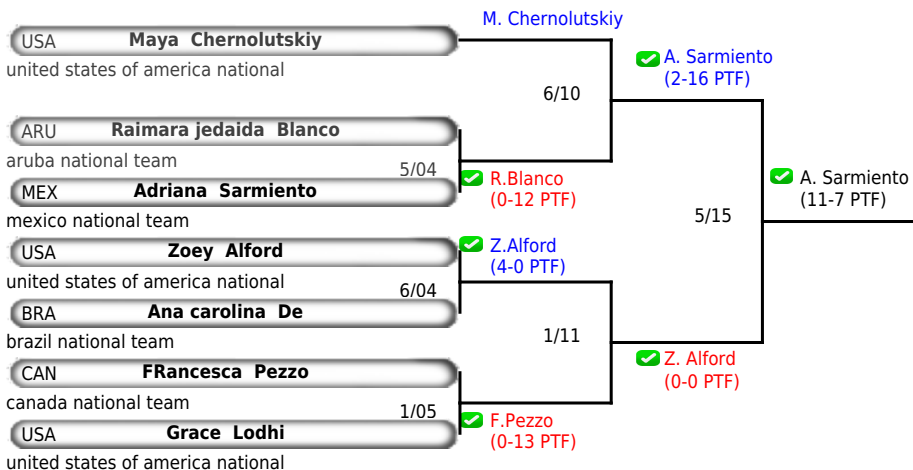 M. Chernolutskiy
USA Maya Chernolutskiy
united states of america national
A. Sarmiento
(2-16 PTF)
6/10
ARU Raimara jedaida Blanco
aruba national team
5/04
MEX Adriana Sarmiento
mexico national team
R.Blanco
(0-12 PTF)
A. Sarmiento
(11-7 PTF)
5/15
USA Zoey Alford
united states of america national
Z.Alford
(4-0 PTF)
6/04
BRA Ana carolina De
brazil national team
1/11
CAN FRancesca Pezzo
canada national team
Z. Alford
(0-0 PTF)
1/05
USA Grace Lodhi
united states of america national
F.Pezzo
(0-13 PTF)